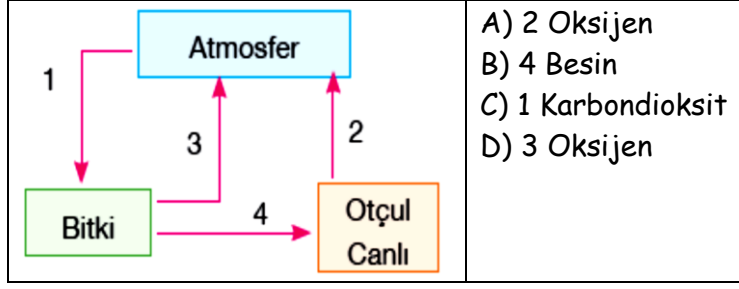 Atmosfer
1
3
2
Bitki
4
Otçul
Canlı
A) 2 Oksijen
B) 4 Besin
C) 1 Karbondioksit
D) 3 Oksijen